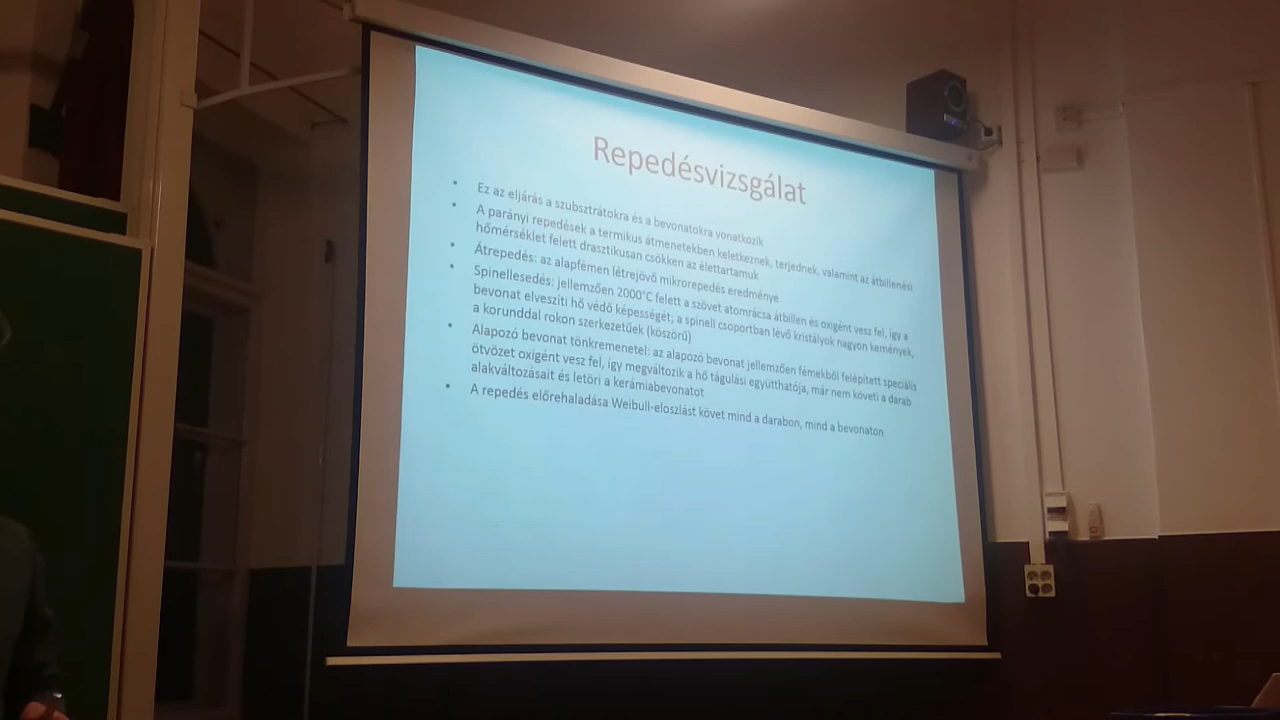 Repedésvizsgálat
• Ez az eljárás a szubsztrátokra és a bevonatokra vonatkozik
• A parányi repedések a termikus átmenetekben keletkeznek, terjednek, valamint az átbillenési
hőmérséklet felett drasztikusan csökken az élettartamuk
• Átrepedés: az alapfémen létrejövő mikrorepedés eredménye
• Spinellesedés: jellemzően 2000°C felett a szövet atomrácsa átbillen és oxigént vesz fel, így a
bevonat elveszíti hő védő képességét; a spinell csoportban lévő kristályok nagyon kemények,
a korunddal rokon szerkezetűek (köszörű)
• Alapozó bevonat tönkremenetel: az alapozó bevonat jellemzően fémekből felépített speciális
ötvözet oxigént vesz fel, így megváltozik a hő tágulási együtthatója, már nem követi a darab
alakváltozásait és letöri a kerámiabevonatot
• A repedés előrehaladása Weibull-eloszlást követ mind a darabon, mind a bevonaton